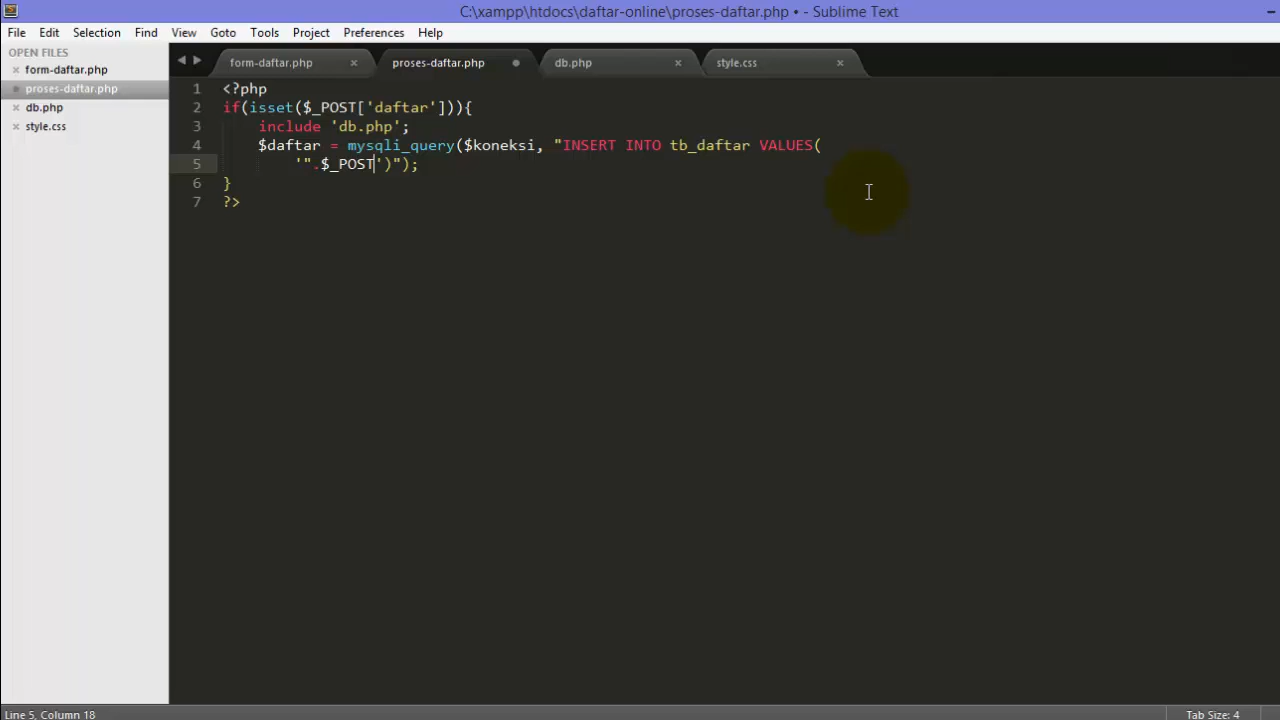 C:\xampp\htdocs\daftar-online\proses-daftar.php • - Sublime Text
File Edit Selection Find View Goto Tools Project Preferences Help
OPEN FILES
form-daftar.php
proses-daftar.php
db.php
style.css
form-daftar.php × proses-daftar.php db.php × style.css ×
1 <?php
2 if(isset($_POST['daftar'])){
3 include 'db.php';
4 $daftar = mysqli_query($koneksi, "INSERT INTO tb_daftar VALUES(
5 '".$_POST')");
6 }
7 ?>
Line 5, Column 18
Tab Size: 4